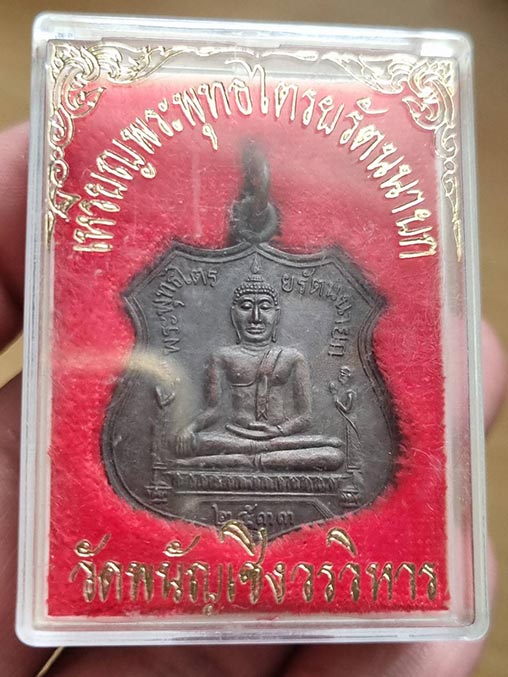 เหรียญพระพุทธไตรยรัตนนายก
พระพุทธไตร ยรัตนนายก
๒๕๓๓
วัดพนัญเชิงวรวิหาร